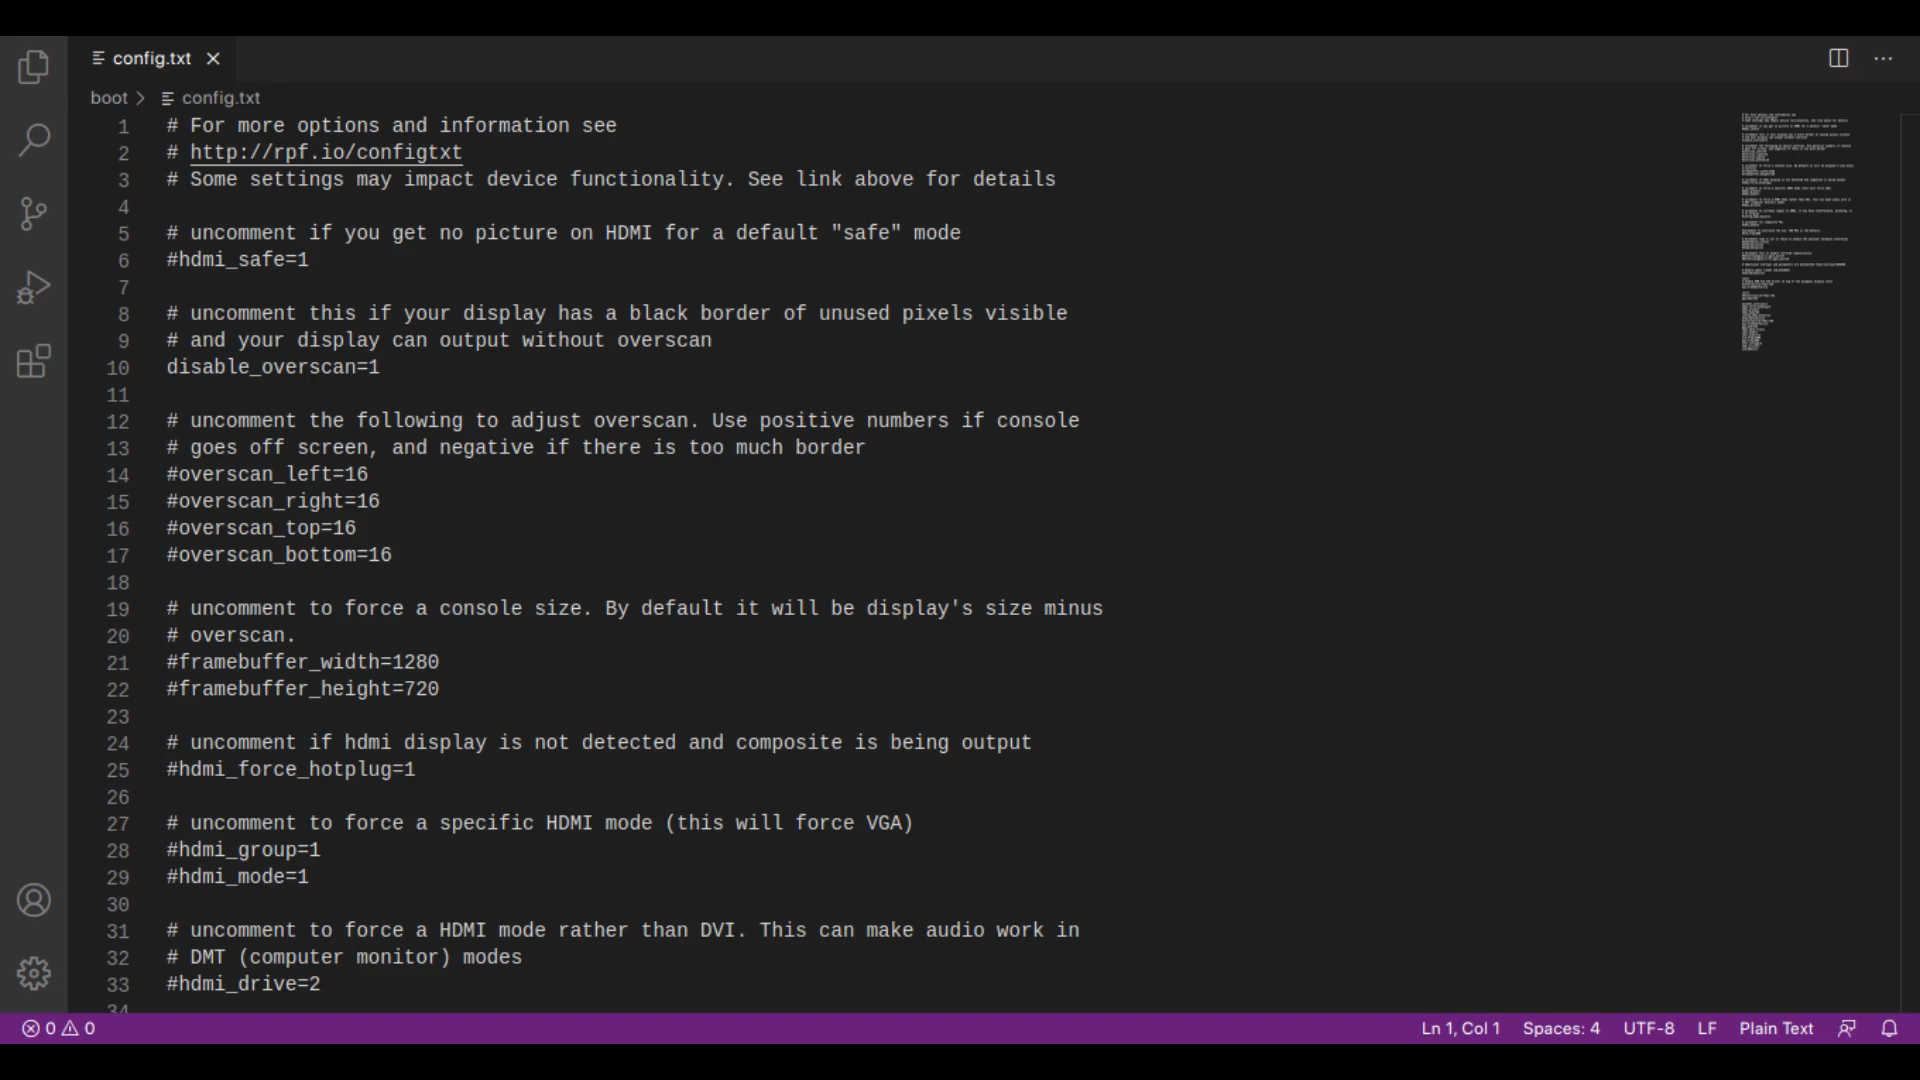 config.txt
boot > config.txt
1 # For more options and information see
2 # http://rpf.io/configtxt
3 # Some settings may impact device functionality. See link above for details
4
5 # uncomment if you get no picture on HDMI for a default "safe" mode
6 #hdmi_safe=1
7
8 # uncomment this if your display has a black border of unused pixels visible
9 # and your display can output without overscan
10 disable_overscan=1
11
12 # uncomment the following to adjust overscan. Use positive numbers if console
13 # goes off screen, and negative if there is too much border
14 #overscan_left=16
15 #overscan_right=16
16 #overscan_top=16
17 #overscan_bottom=16
18
19 # uncomment to force a console size. By default it will be display's size minus
20 # overscan.
21 #framebuffer_width=1280
22 #framebuffer_height=720
23
24 # uncomment if hdmi display is not detected and composite is being output
25 #hdmi_force_hotplug=1
26
27 # uncomment to force a specific HDMI mode (this will force VGA)
28 #hdmi_group=1
29 #hdmi_mode=1
30
31 # uncomment to force a HDMI mode rather than DVI. This can make audio work in
32 # DMT (computer monitor) modes
33 #hdmi_drive=2
34
0 0 Ln 1, Col 1 Spaces: 4 UTF-8 LF Plain Text